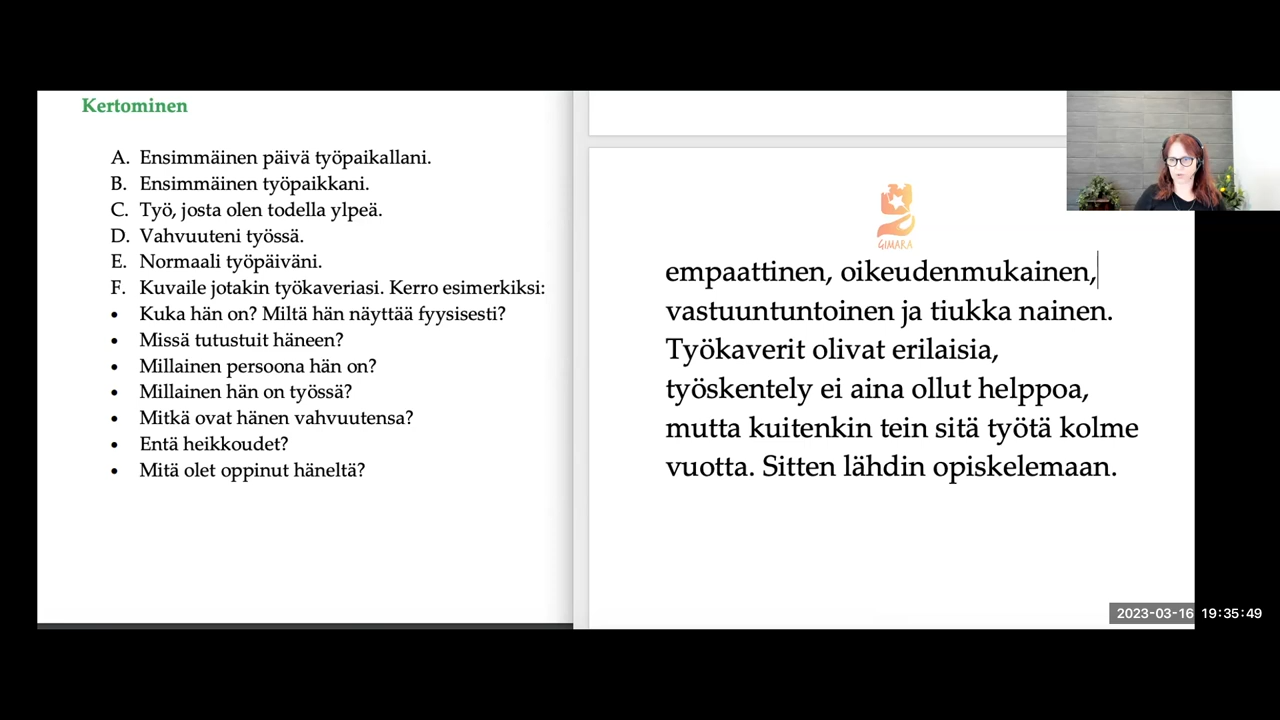 Kertominen
A. Ensimmäinen päivä työpaikallani.
B. Ensimmäinen työpaikkani.
C. Työ, josta olen todella ylpeä.
D. Vahvuuteni työssä.
E. Normaali työpäiväni.
F. Kuvaile jotakin työkaveriasi. Kerro esimerkiksi:
• Kuka hän on? Miltä hän näyttää fyysisesti?
• Missä tutustuit häneen?
• Millainen persoona hän on?
• Millainen hän on työssä?
• Mitkä ovat hänen vahvuutensa?
• Entä heikkoudet?
• Mitä olet oppinut häneltä?
GIMARA
empaattinen, oikeudenmukainen,
vastuuntuntoinen ja tiukka nainen.
Työkaverit olivat erilaisia,
työskentely ei aina ollut helppoa,
mutta kuitenkin tein sitä työtä kolme
vuotta. Sitten lähdin opiskelemaan.
2023-03-16 19:35:49